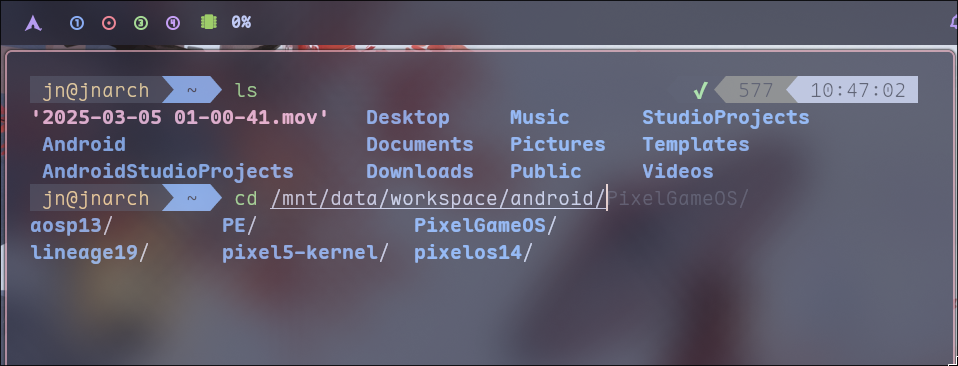 1 3 4 0%
jn@jnarch ~ ls ✓ 577 10:47:02
'2025-03-05 01-00-41.mov' Desktop Music StudioProjects
Android Documents Pictures Templates
AndroidStudioProjects Downloads Public Videos
jn@jnarch ~ cd /mnt/data/workspace/android/PixelGameOS/
aosp13/ PE/ PixelGameOS/
lineage19/ pixel5-kernel/ pixelos14/